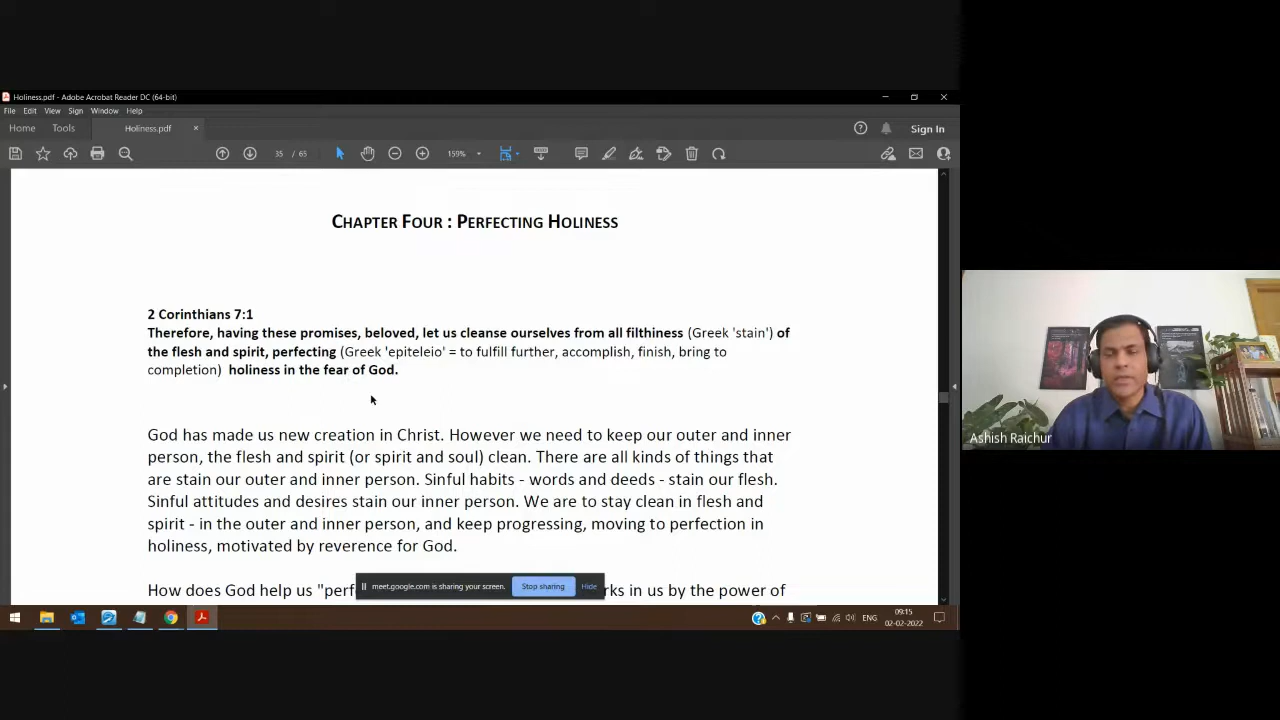 Holiness.pdf - Adobe Acrobat Reader DC (64-bit)
File Edit View Sign Window Help
Home Tools Holiness.pdf × Sign In
35 / 65 159%
CHAPTER FOUR : PERFECTING HOLINESS
2 Corinthians 7:1
Therefore, having these promises, beloved, let us cleanse ourselves from all filthiness (Greek 'stain') of
the flesh and spirit, perfecting (Greek 'epiteleio' = to fulfill further, accomplish, finish, bring to
completion) holiness in the fear of God.
God has made us new creation in Christ. However we need to keep our outer and inner
person, the flesh and spirit (or spirit and soul) clean. There are all kinds of things that
are stain our outer and inner person. Sinful habits - words and deeds - stain our flesh.
Sinful attitudes and desires stain our inner person. We are to stay clean in flesh and
spirit - in the outer and inner person, and keep progressing, moving to perfection in
holiness, motivated by reverence for God.
How does God help us "perf rks in us by the power of
meet.google.com is sharing your screen. Stop sharing Hide
Ashish Raichur
ENG 09:15
02-02-2022